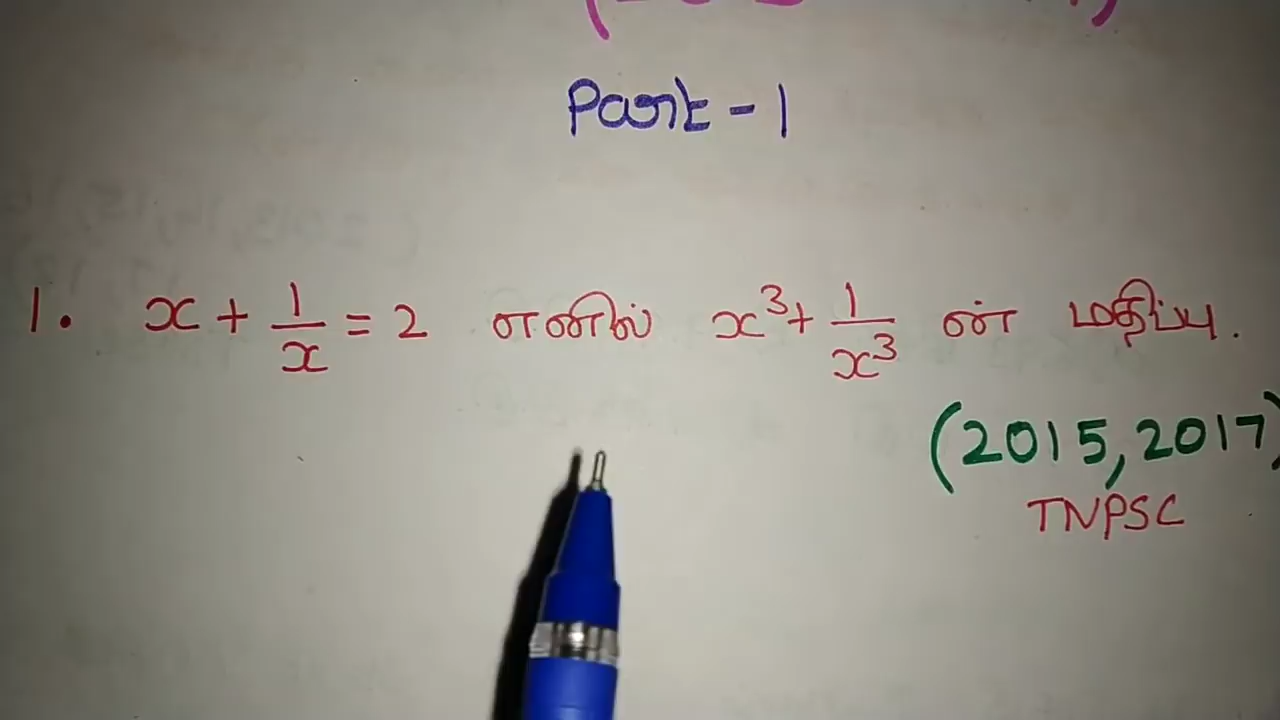 Part - 1
1. x + 1/x = 2 எனில் x³ + 1/x³ ன் மதிப்பு.
(2015, 2017)
TNPSC